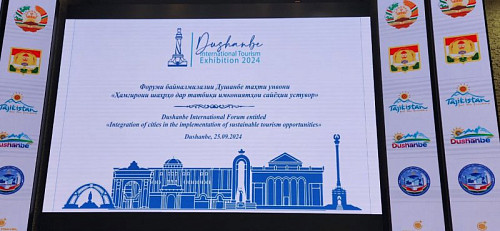 Dushanbe
International Tourism
Exhibition 2024
Форуми байналмилалии Душанбе таҳти унвони
«Ҳамгироии шаҳрҳо дар татбиқи имкониятҳои сайёҳии устувор»
Dushanbe International Forum entitled
«Integration of cities in the implementation of sustainable tourism opportunities»
Dushanbe, 25.09.2024
Tajikistan
Dushanbe
Tajikistan
Dushanbe
Tajikistan
Dushanbe